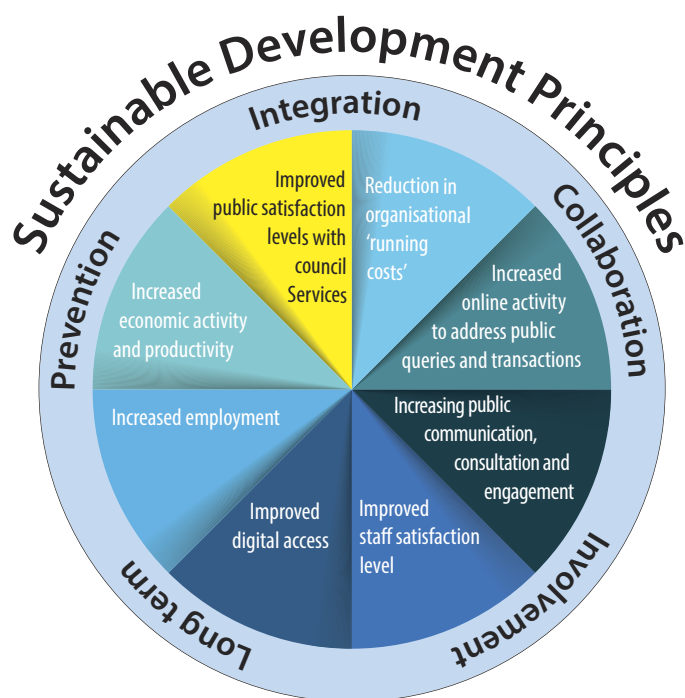 Sustainable Development Principles
Integration
Collaboration
Involvement
Long term
Prevention
Reduction in
organisational
‘running
costs’
Increased
online activity
to address public
queries and transactions
Increasing public
communication,
consultation and
engagement
Improved
staff satisfaction
level
Improved
digital access
Increased employment
Increased
economic activity
and productivity
Improved
public satisfaction
levels with
council
Services